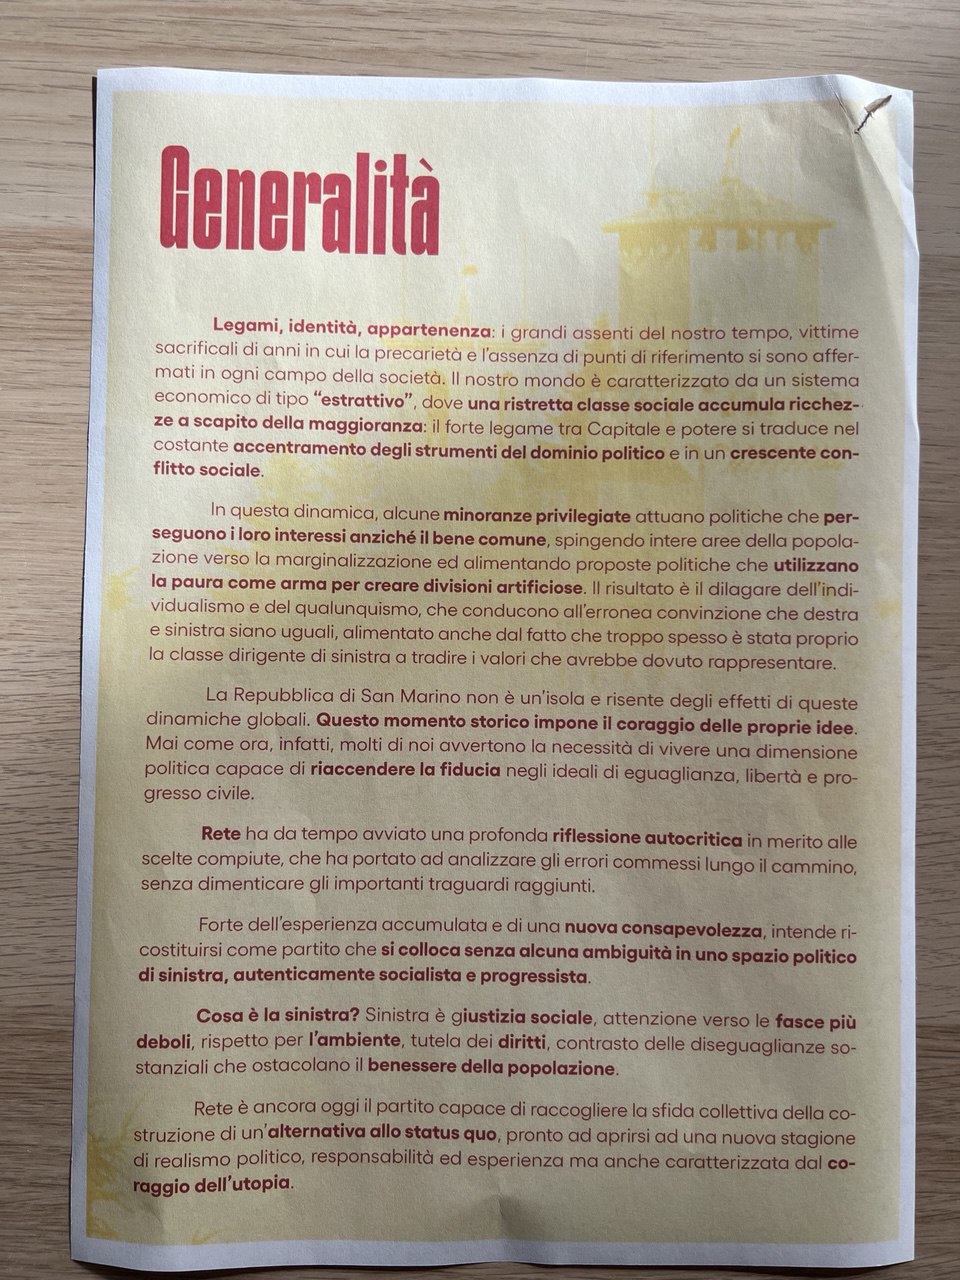 Generalità
Legami, identità, appartenenza: i grandi assenti del nostro tempo, vittime
sacrificali di anni in cui la precarietà e l'assenza di punti di riferimento si sono affer-
mati in ogni campo della società. Il nostro mondo è caratterizzato da un sistema
economico di tipo “estrattivo”, dove una ristretta classe sociale accumula ricchez-
ze a scapito della maggioranza: il forte legame tra Capitale e potere si traduce nel
costante accentramento degli strumenti del dominio politico e in un crescente con-
flitto sociale.
In questa dinamica, alcune minoranze privilegiate attuano politiche che per-
seguono i loro interessi anziché il bene comune, spingendo intere aree della popola-
zione verso la marginalizzazione ed alimentando proposte politiche che utilizzano
la paura come arma per creare divisioni artificiose. Il risultato è il dilagare dell'indi-
vidualismo e del qualunquismo, che conducono all'erronea convinzione che destra
e sinistra siano uguali, alimentato anche dal fatto che troppo spesso è stata proprio
la classe dirigente di sinistra a tradire i valori che avrebbe dovuto rappresentare.
La Repubblica di San Marino non è un'isola e risente degli effetti di queste
dinamiche globali. Questo momento storico impone il coraggio delle proprie idee.
Mai come ora, infatti, molti di noi avvertono la necessità di vivere una dimensione
politica capace di riaccendere la fiducia negli ideali di eguaglianza, libertà e pro-
gresso civile.
Rete ha da tempo avviato una profonda riflessione autocritica in merito alle
scelte compiute, che ha portato ad analizzare gli errori commessi lungo il cammino,
senza dimenticare gli importanti traguardi raggiunti.
Forte dell'esperienza accumulata e di una nuova consapevolezza, intende ri-
costituirsi come partito che si colloca senza alcuna ambiguità in uno spazio politico
di sinistra, autenticamente socialista e progressista.
Cosa è la sinistra? Sinistra è giustizia sociale, attenzione verso le fasce più
deboli, rispetto per l'ambiente, tutela dei diritti, contrasto delle diseguaglianze so-
stanziali che ostacolano il benessere della popolazione.
Rete è ancora oggi il partito capace di raccogliere la sfida collettiva della co-
struzione di un'alternativa allo status quo, pronto ad aprirsi ad una nuova stagione
di realismo politico, responsabilità ed esperienza ma anche caratterizzata dal co-
raggio dell'utopia.